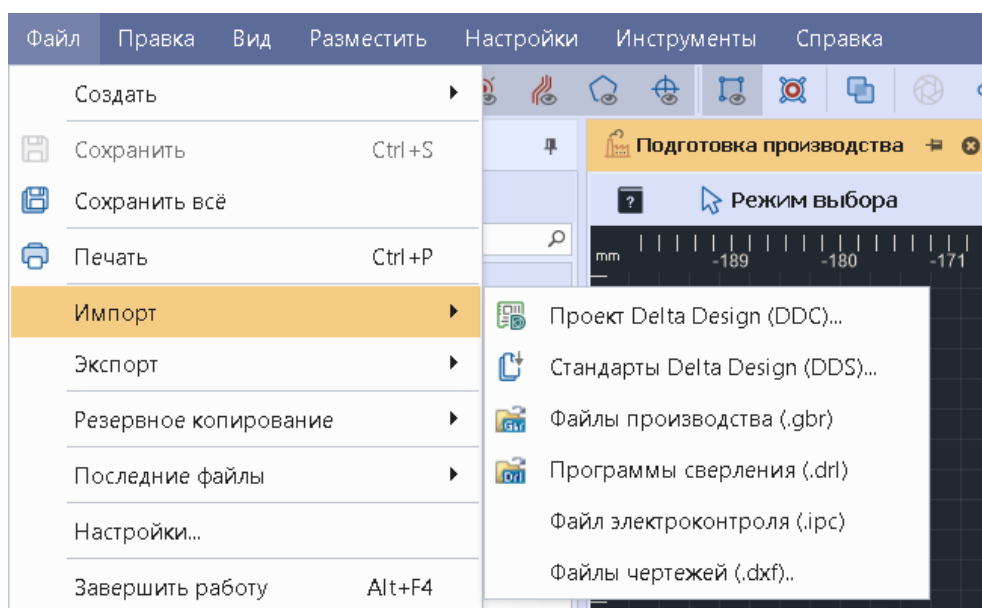 Файл Правка Вид Разместить Настройки Инструменты Справка
Создать
Сохранить Ctrl+S
Подготовка производства
Сохранить всё
? Режим выбора
Печать Ctrl+P
mm -189 -180 -171
Импорт
Проект Delta Design (DDC)...
Экспорт
Стандарты Delta Design (DDS)...
Резервное копирование
Gbr Файлы производства (.gbr)
Последние файлы
Drl Программы сверления (.drl)
Настройки...
Файл электроконтроля (.ipc)
Завершить работу Alt+F4
Файлы чертежей (.dxf)..